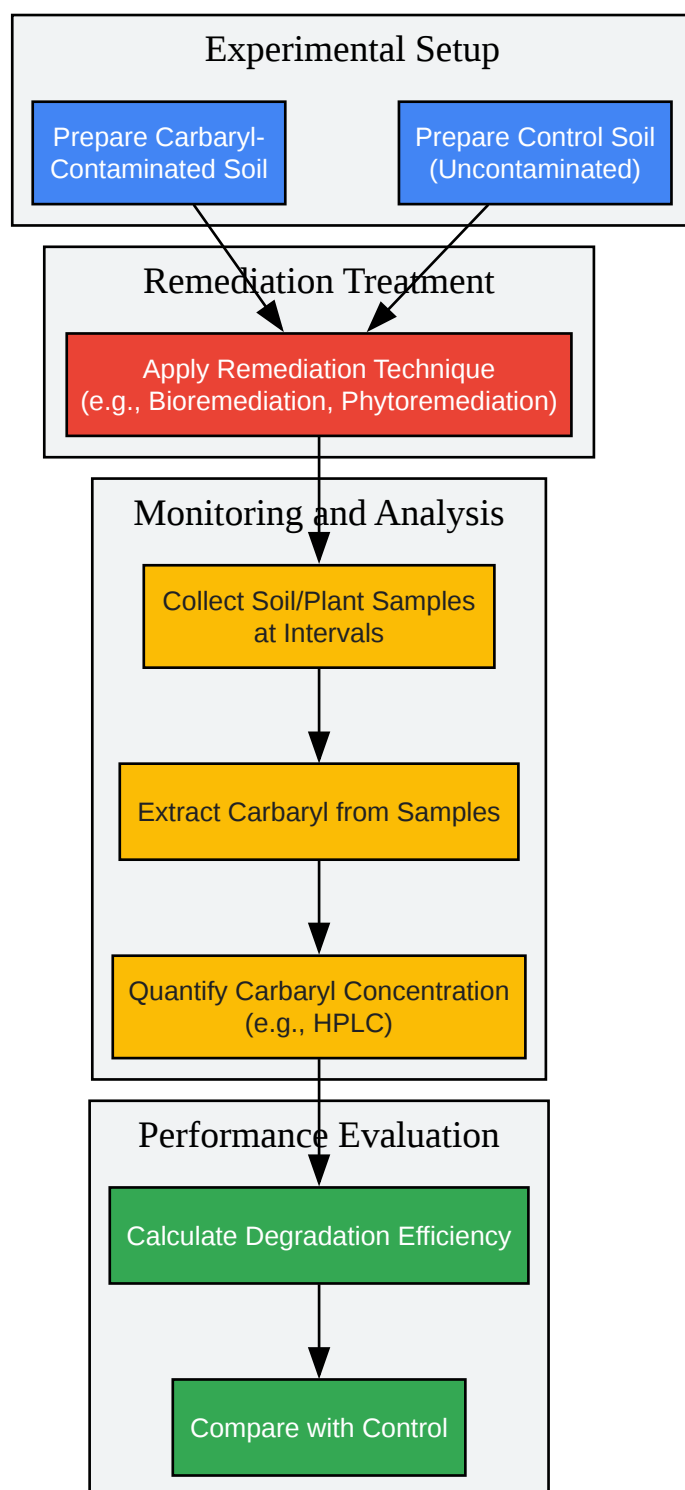 Experimental Setup
Prepare Carbaryl-
Contaminated Soil
Prepare Control Soil
(Uncontaminated)
Remediation Treatment
Apply Remediation Technique
(e.g., Bioremediation, Phytoremediation)
Monitoring and Analysis
Collect Soil/Plant Samples
at Intervals
Extract Carbaryl from Samples
Quantify Carbaryl Concentration
(e.g., HPLC)
Performance Evaluation
Calculate Degradation Efficiency
Compare with Control